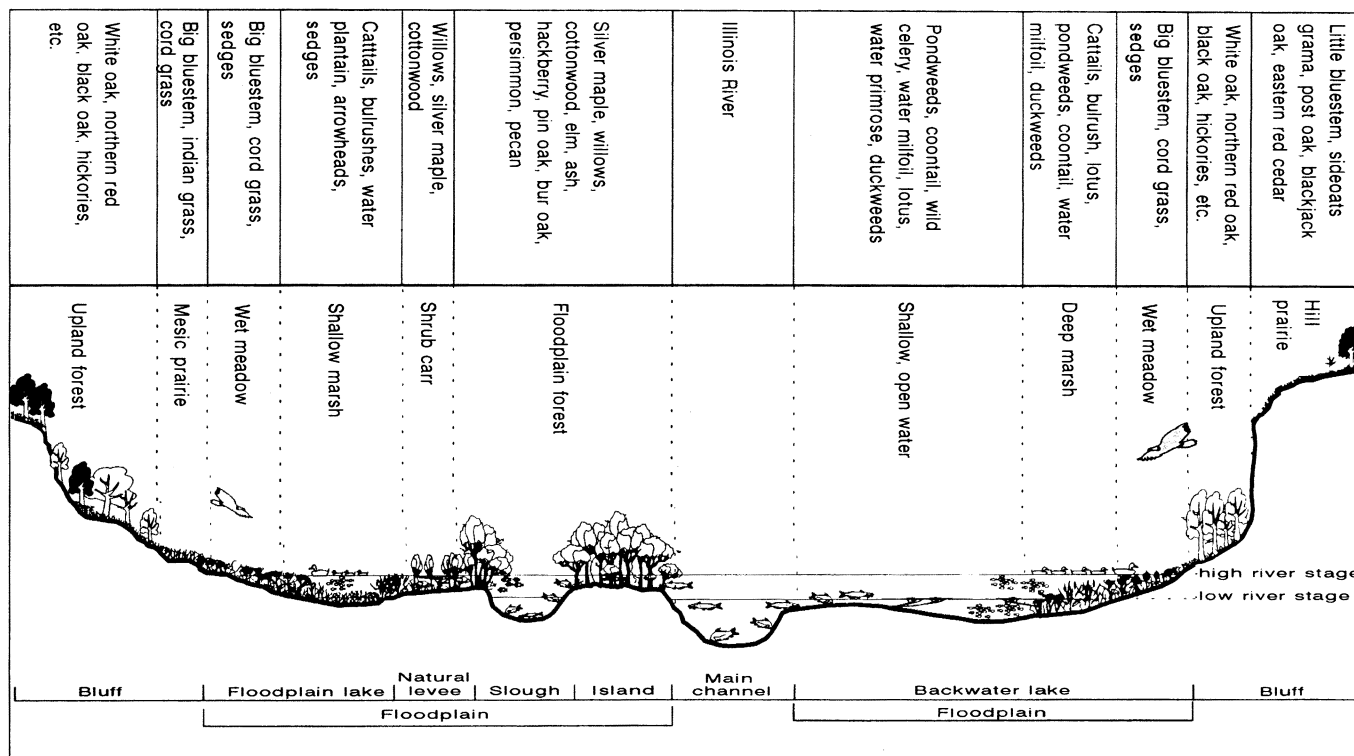 White oak, northern red
oak, black oak, hickories,
etc.
Big bluestem, indian grass,
cord grass
Big bluestem, cord grass,
sedges
Catttails, bulrushes, water
plantain, arrowheads,
sedges
Willows, silver maple,
cottonwood
Silver maple, willows,
cottonwood, elm, ash,
hackberry, pin oak, bur oak,
persimmon, pecan
Illinois River
Pondweeds, coontail, wild
celery, water milfoil, lotus,
water primrose, duckweeds
Cattails, bulrush, lotus,
pondweeds, coontail, water
milfoil, duckweeds
Big bluestem, cord grass,
sedges
White oak, northern red oak,
black oak, hickories, etc.
Little bluestem, sideoats
grama, post oak, blackjack
oak, eastern red cedar
Upland forest
Mesic prairie
Wet meadow
Shallow marsh
Shrub carr
Floodplain forest
Shallow, open water
Deep marsh
Wet meadow
Upland forest
Hill
prairie
high river stage
low river stage
Bluff
Floodplain lake
Natural
levee
Slough
Island
Main
channel
Backwater lake
Bluff
Floodplain
Floodplain